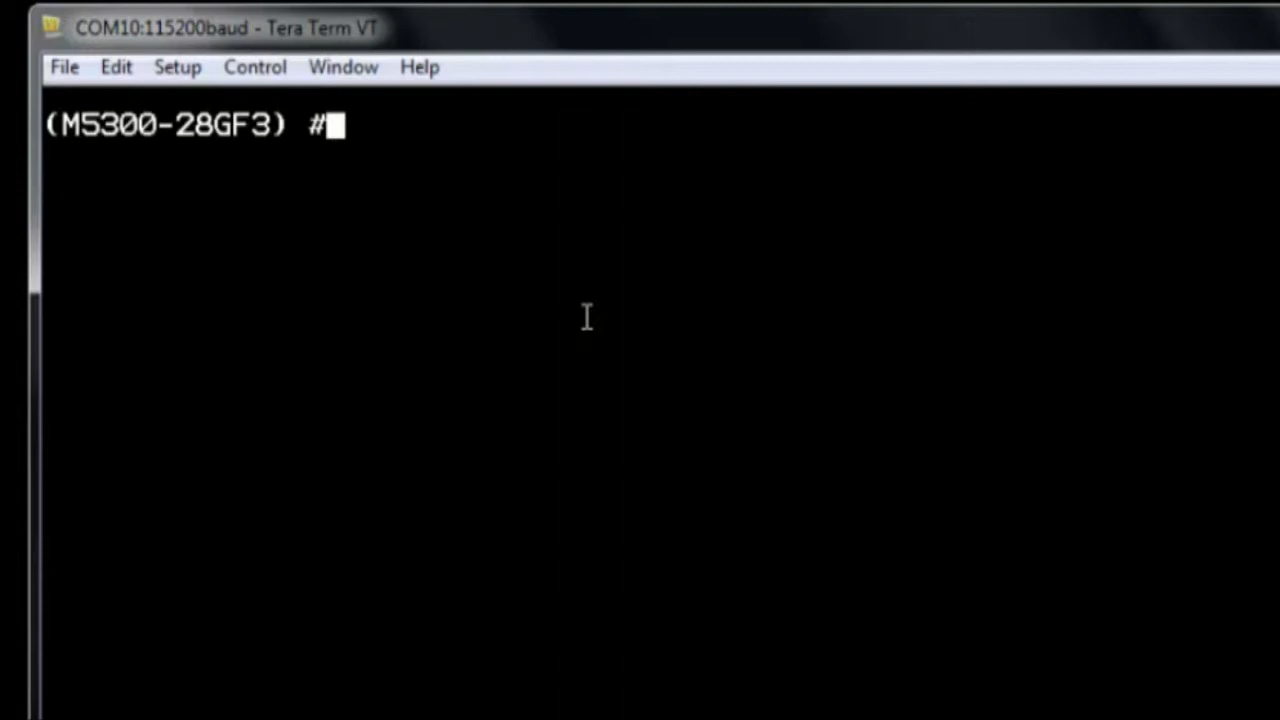 COM10:115200baud - Tera Term VT
File Edit Setup Control Window Help
(M5300-28GF3) #